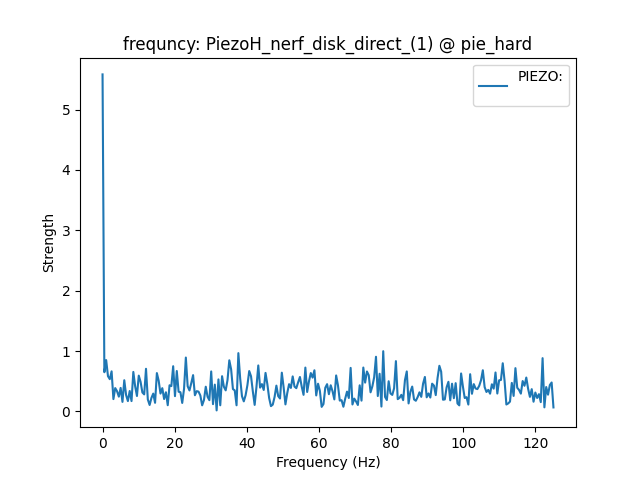 frequncy: PiezoH_nerf_disk_direct_(1) @ pie_hard
PIEZO:
5
4
3
2
1
0
Strength
0 20 40 60 80 100 120
Frequency (Hz)